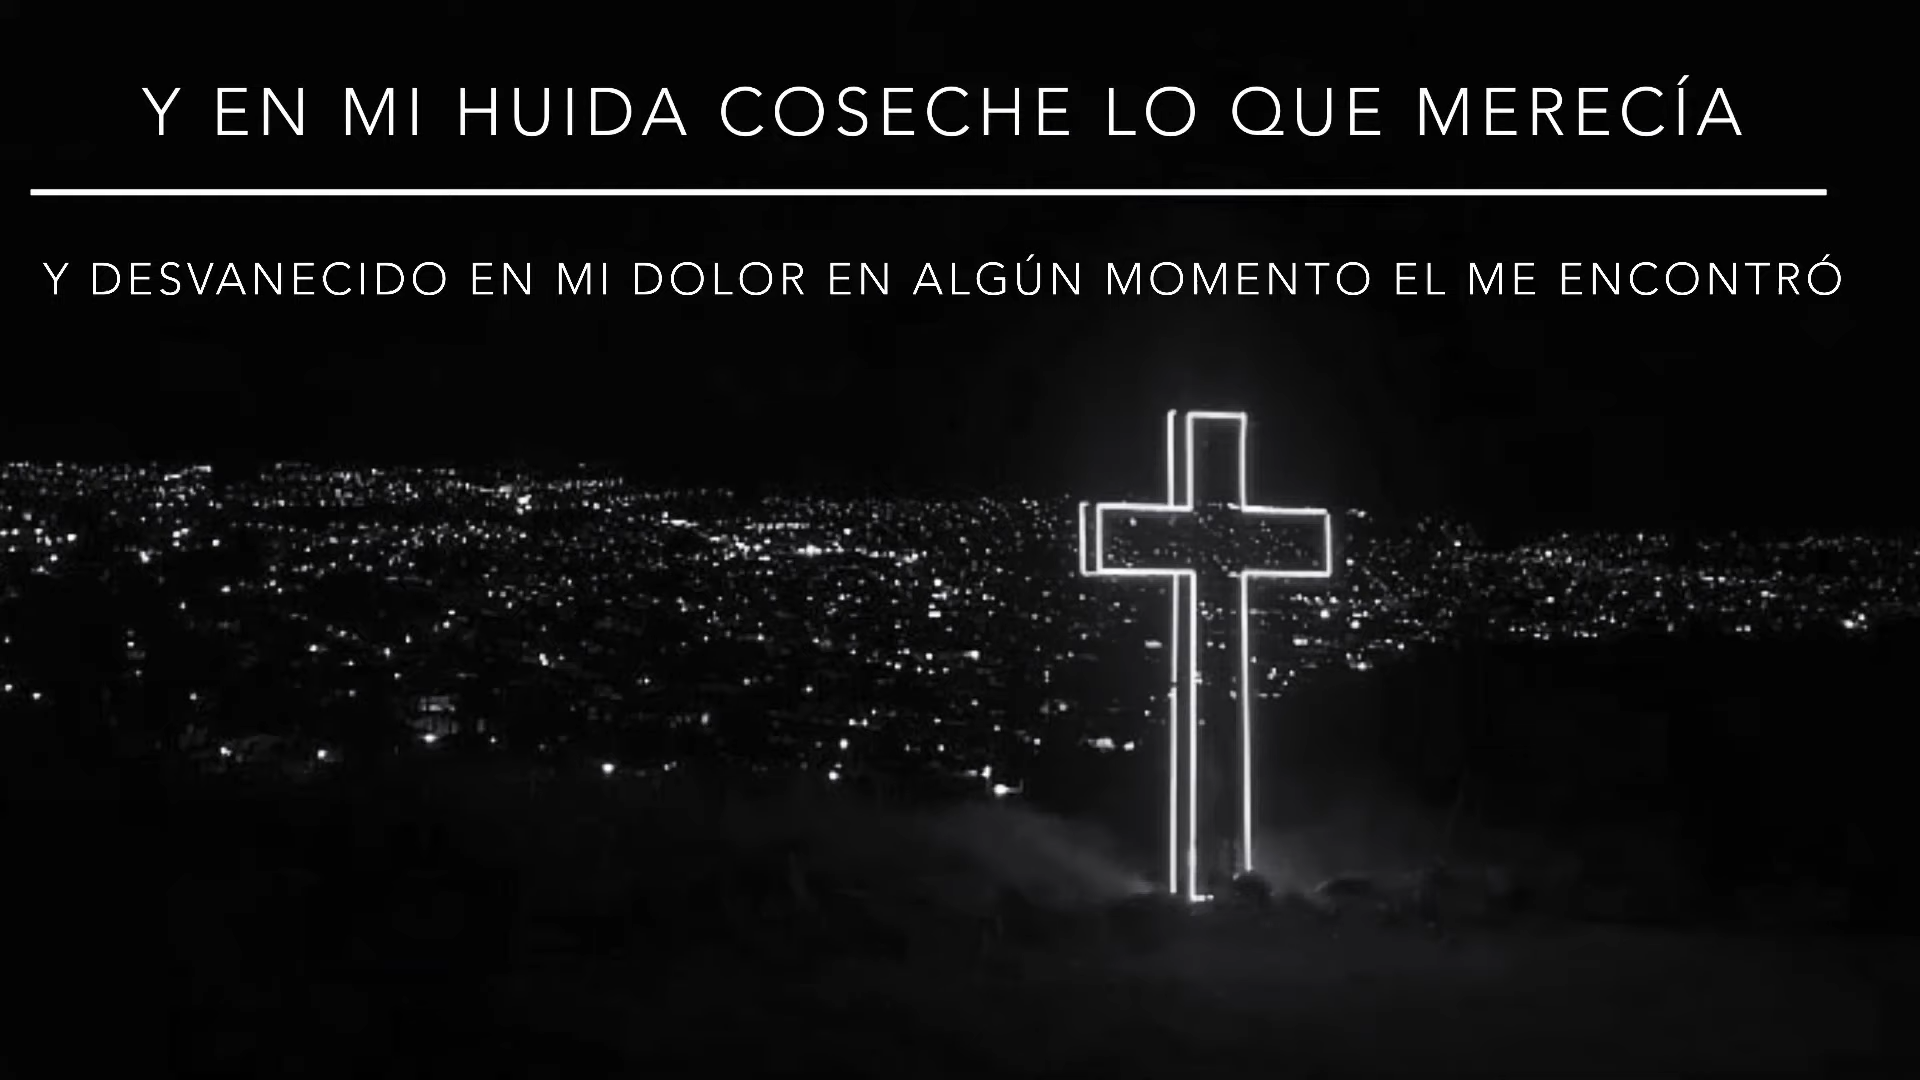 Y EN MI HUIDA COSECHE LO QUE MERECÍA
Y DESVANECIDO EN MI DOLOR EN ALGÚN MOMENTO EL ME ENCONTRÓ